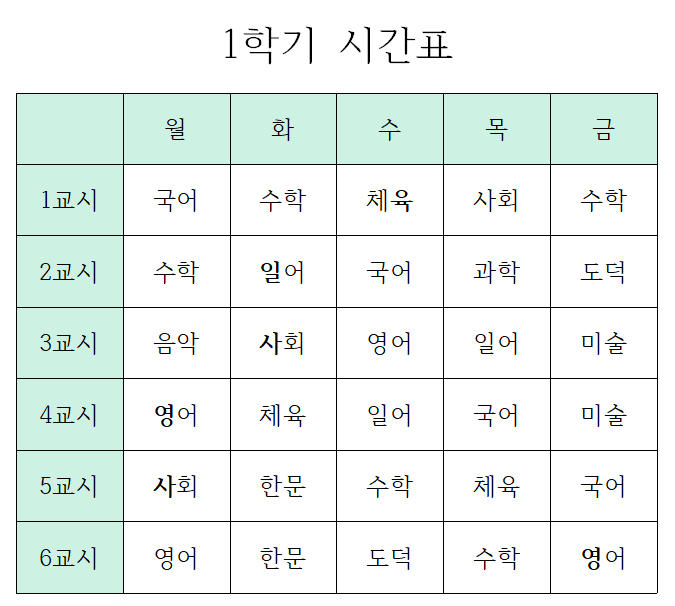 1학기 시간표
월 화 수 목 금
1교시 국어 수학 체육 사회 수학
2교시 수학 일어 국어 과학 도덕
3교시 음악 사회 영어 일어 미술
4교시 영어 체육 일어 국어 미술
5교시 사회 한문 수학 체육 국어
6교시 영어 한문 도덕 수학 영어